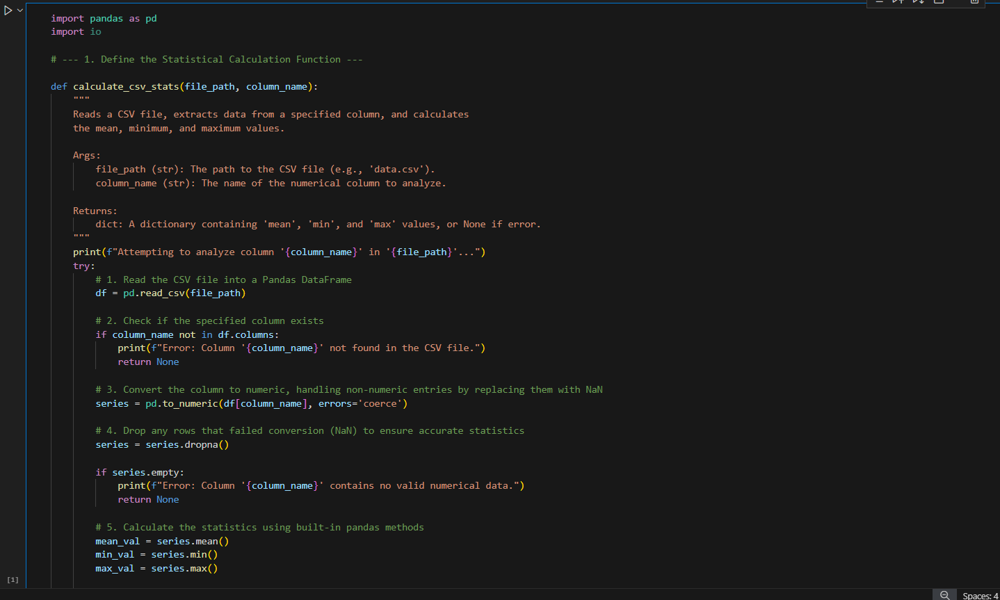 import pandas as pd
import io
# --- 1. Define the Statistical Calculation Function ---
def calculate_csv_stats(file_path, column_name):
    """
    Reads a CSV file, extracts data from a specified column, and calculates
    the mean, minimum, and maximum values.
    Args:
        file_path (str): The path to the CSV file (e.g., 'data.csv').
        column_name (str): The name of the numerical column to analyze.
    Returns:
        dict: A dictionary containing 'mean', 'min', and 'max' values, or None if error.
    """
    print(f"Attempting to analyze column '{column_name}' in '{file_path}'...")
    try:
        # 1. Read the CSV file into a Pandas DataFrame
        df = pd.read_csv(file_path)
        # 2. Check if the specified column exists
        if column_name not in df.columns:
            print(f"Error: Column '{column_name}' not found in the CSV file.")
            return None
        # 3. Convert the column to numeric, handling non-numeric entries by replacing them with NaN
        series = pd.to_numeric(df[column_name], errors='coerce')
        # 4. Drop any rows that failed conversion (NaN) to ensure accurate statistics
        series = series.dropna()
        if series.empty:
            print(f"Error: Column '{column_name}' contains no valid numerical data.")
            return None
        # 5. Calculate the statistics using built-in pandas methods
        mean_val = series.mean()
        min_val = series.min()
        max_val = series.max()
[1]
Spaces: 4